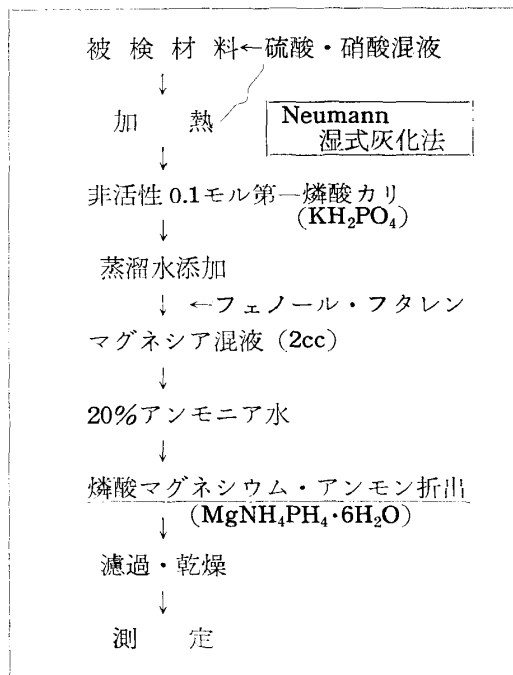 被検材料←硫酸・硝酸混液
↓
加熱
Neumann
湿式灰化法
↓
非活性0.1モル第一燐酸カリ
(KH₂PO₄)
↓
蒸溜水添加
↓ ←フェノール・フタレン
マグネシア混液(2cc)
↓
20%アンモニア水
↓
燐酸マグネシウム・アンモン折出
(MgNH₄PH₄·6H₂O)
↓
濾過・乾燥
↓
測定